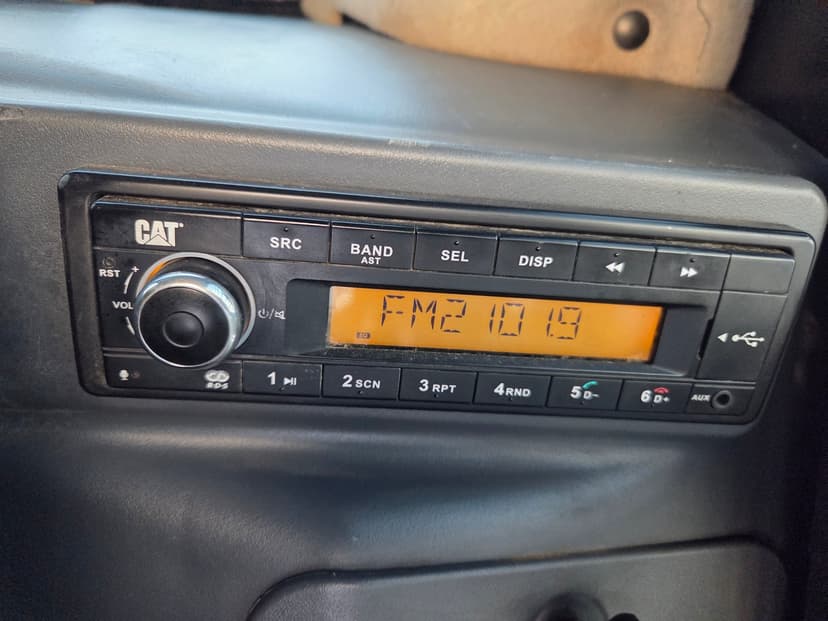 CAT
SRC
BAND
AST
SEL
DISP
RST
VOL
+
−
FM2 101.9
EQ
RDS
1
2 SCN
3 RPT
4 RND
5 D-
6 D+
AUX